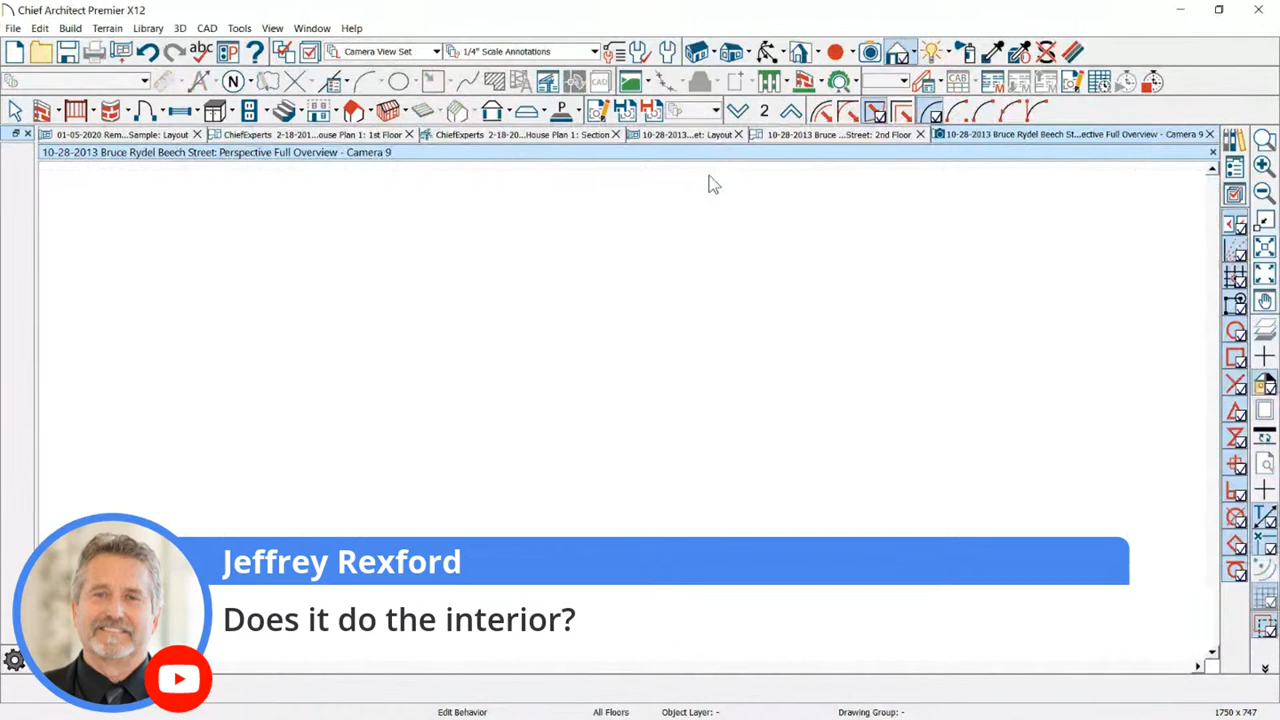 Chief Architect Premier X12
File Edit Build Terrain Library 3D CAD Tools View Window Help
abc P ? Camera View Set 1/4" Scale Annotations
N CAD CAB M M M
P 2
01-05-2020 Rem...Sample: Layout ChiefExperts 2-18-201...ouse Plan 1: 1st Floor ChiefExperts 2-18-20...House Plan 1: Section 10-28-2013...et: Layout 10-28-2013 Bruce ...Street: 2nd Floor 10-28-2013 Bruce Rydel Beech St...ective Full Overview - Camera 9
10-28-2013 Bruce Rydel Beech Street: Perspective Full Overview - Camera 9
Jeffrey Rexford
Does it do the interior?
Edit Behavior All Floors Object Layer: - Drawing Group: - 1750 x 747